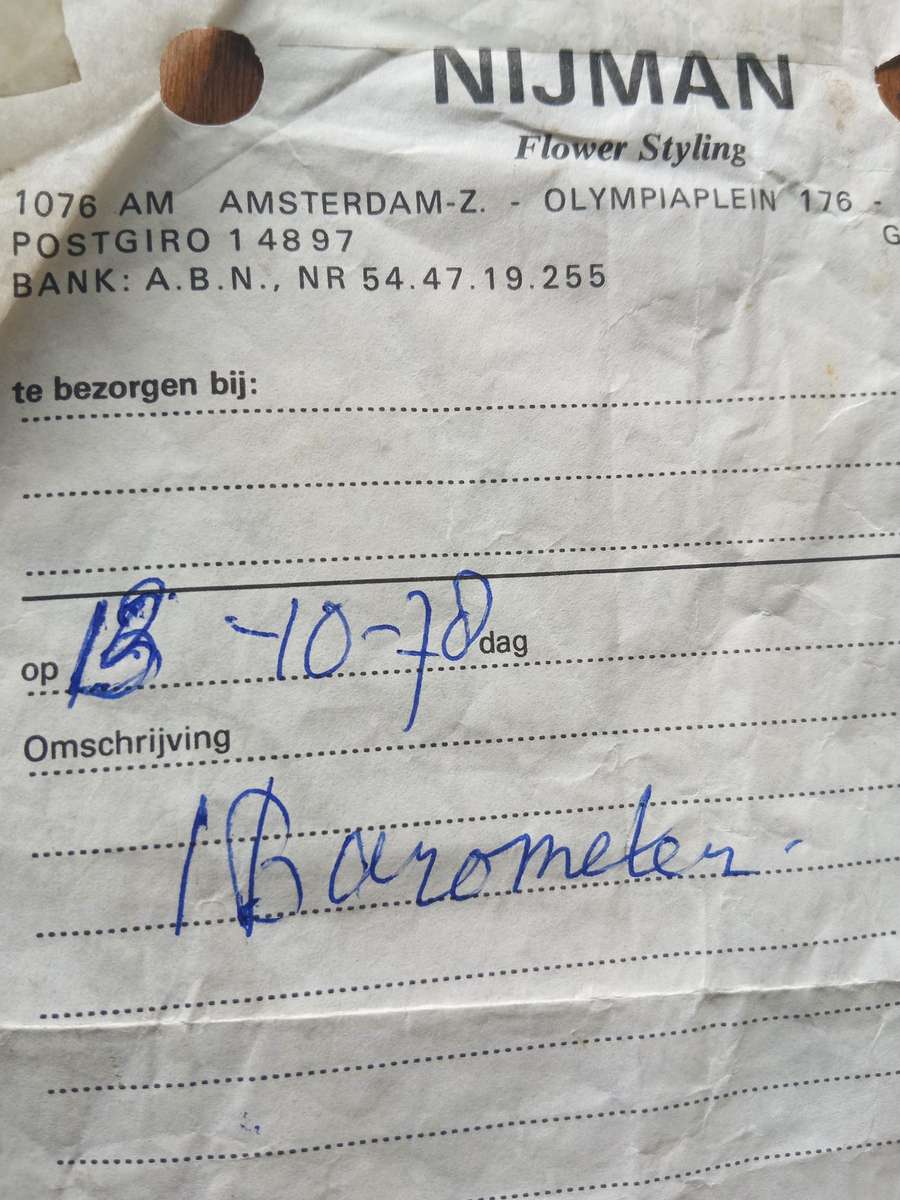 NIJMAN
Flower Styling
1076 AM AMSTERDAM-Z. - OLYMPIAPLEIN 176 -
POSTGIRO 1 48 97
G
BANK: A.B.N., NR 54.47.19.255
te bezorgen bij:
op -10-78 dag
Omschrijving
1 Barometer.